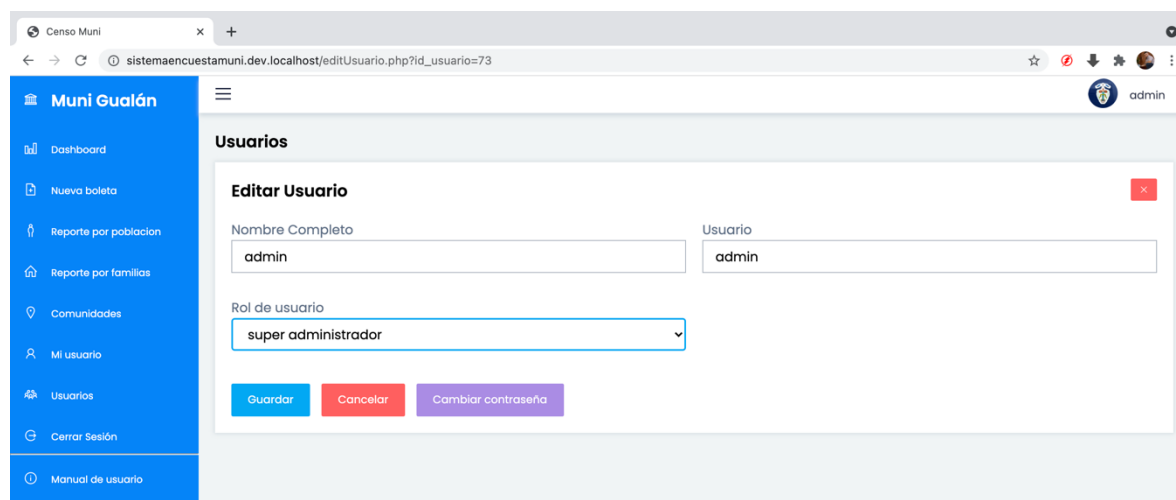 Censo Muni
sistemaencuestamuni.dev.localhost/editUsuario.php?id_usuario=73
Muni Gualán
admin
Dashboard
Nueva boleta
Reporte por poblacion
Reporte por familias
Comunidades
Mi usuario
Usuarios
Cerrar Sesión
Manual de usuario
Usuarios
Editar Usuario
Nombre Completo
Usuario
admin
admin
Rol de usuario
super administrador
Guardar
Cancelar
Cambiar contraseña